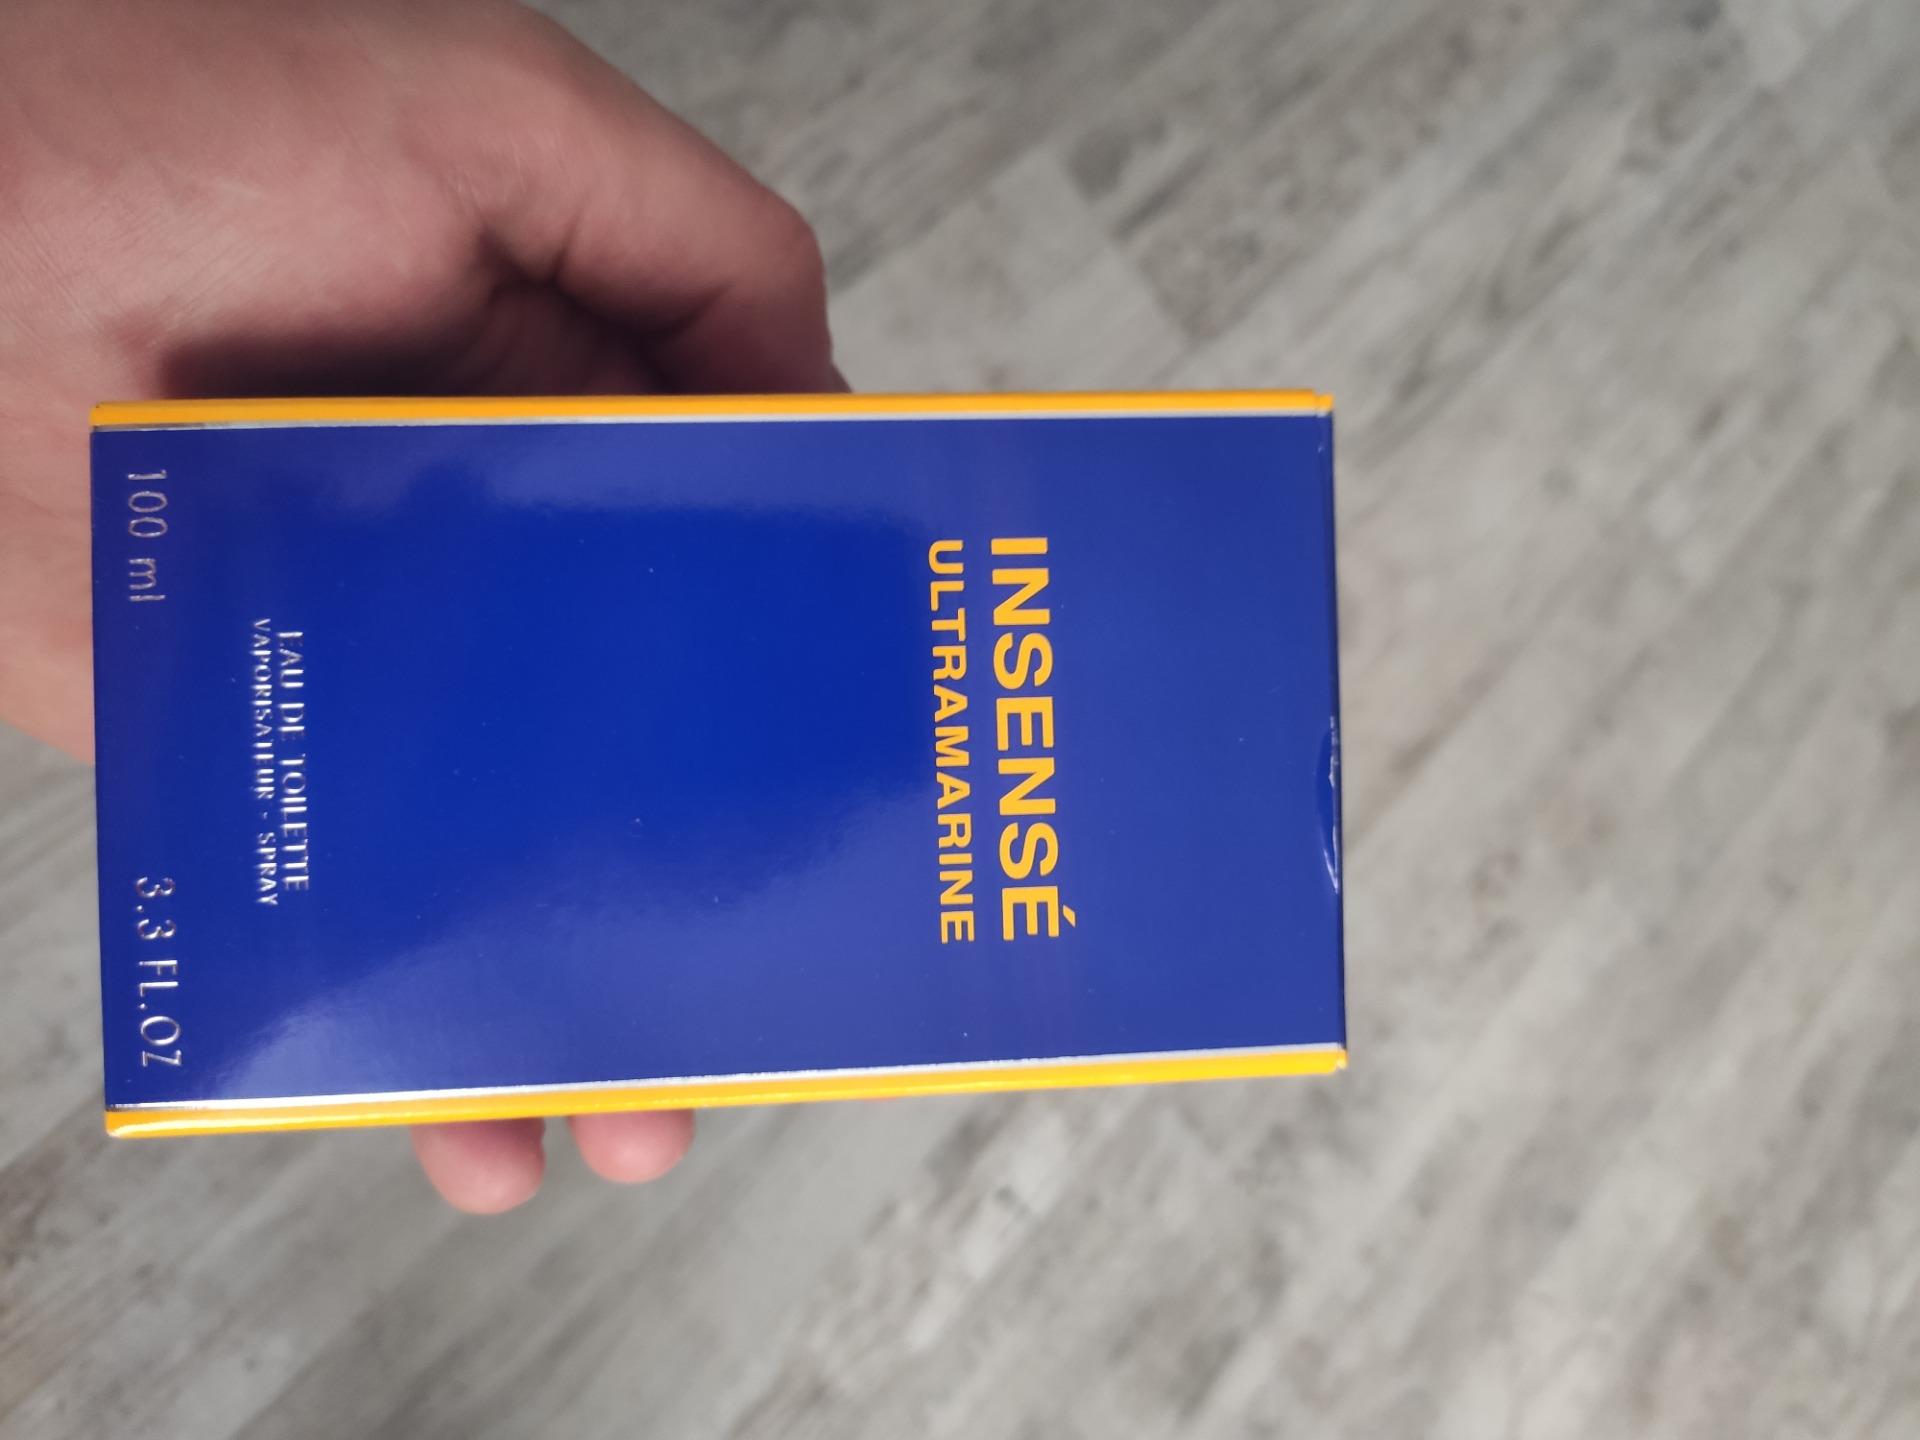 INSENSÉ
ULTRAMARINE
EAU DE TOILETTE
VAPORISATEUR - SPRAY
100 ml 3.3 FL.OZ